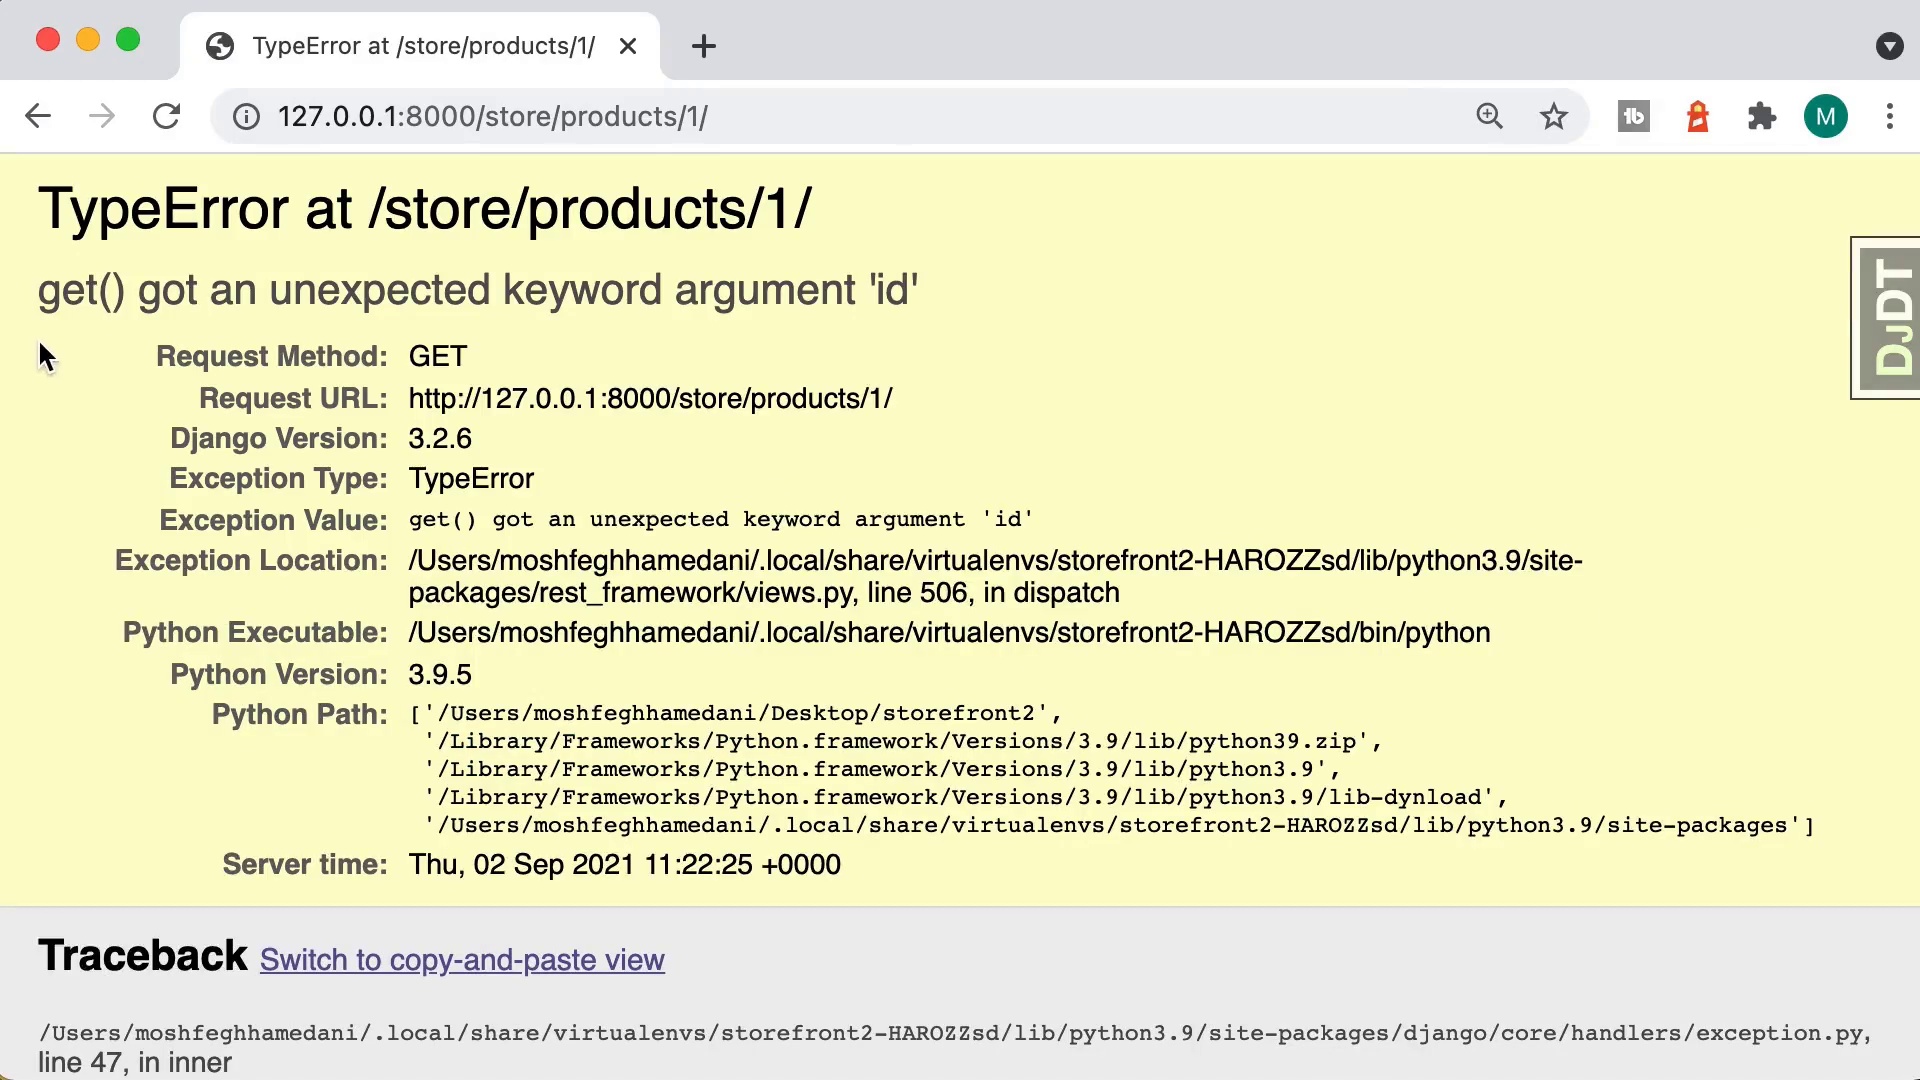 TypeError at /store/products/1/
127.0.0.1:8000/store/products/1/
M
TypeError at /store/products/1/
get() got an unexpected keyword argument 'id'
DJDT
Request Method: GET
Request URL: http://127.0.0.1:8000/store/products/1/
Django Version: 3.2.6
Exception Type: TypeError
Exception Value: get() got an unexpected keyword argument 'id'
Exception Location: /Users/moshfeghhamedani/.local/share/virtualenvs/storefront2-HAROZZsd/lib/python3.9/site-
packages/rest_framework/views.py, line 506, in dispatch
Python Executable: /Users/moshfeghhamedani/.local/share/virtualenvs/storefront2-HAROZZsd/bin/python
Python Version: 3.9.5
Python Path: ['/Users/moshfeghhamedani/Desktop/storefront2',
'/Library/Frameworks/Python.framework/Versions/3.9/lib/python39.zip',
'/Library/Frameworks/Python.framework/Versions/3.9/lib/python3.9',
'/Library/Frameworks/Python.framework/Versions/3.9/lib/python3.9/lib-dynload',
'/Users/moshfeghhamedani/.local/share/virtualenvs/storefront2-HAROZZsd/lib/python3.9/site-packages']
Server time: Thu, 02 Sep 2021 11:22:25 +0000
Traceback Switch to copy-and-paste view
/Users/moshfeghhamedani/.local/share/virtualenvs/storefront2-HAROZZsd/lib/python3.9/site-packages/django/core/handlers/exception.py,
line 47, in inner